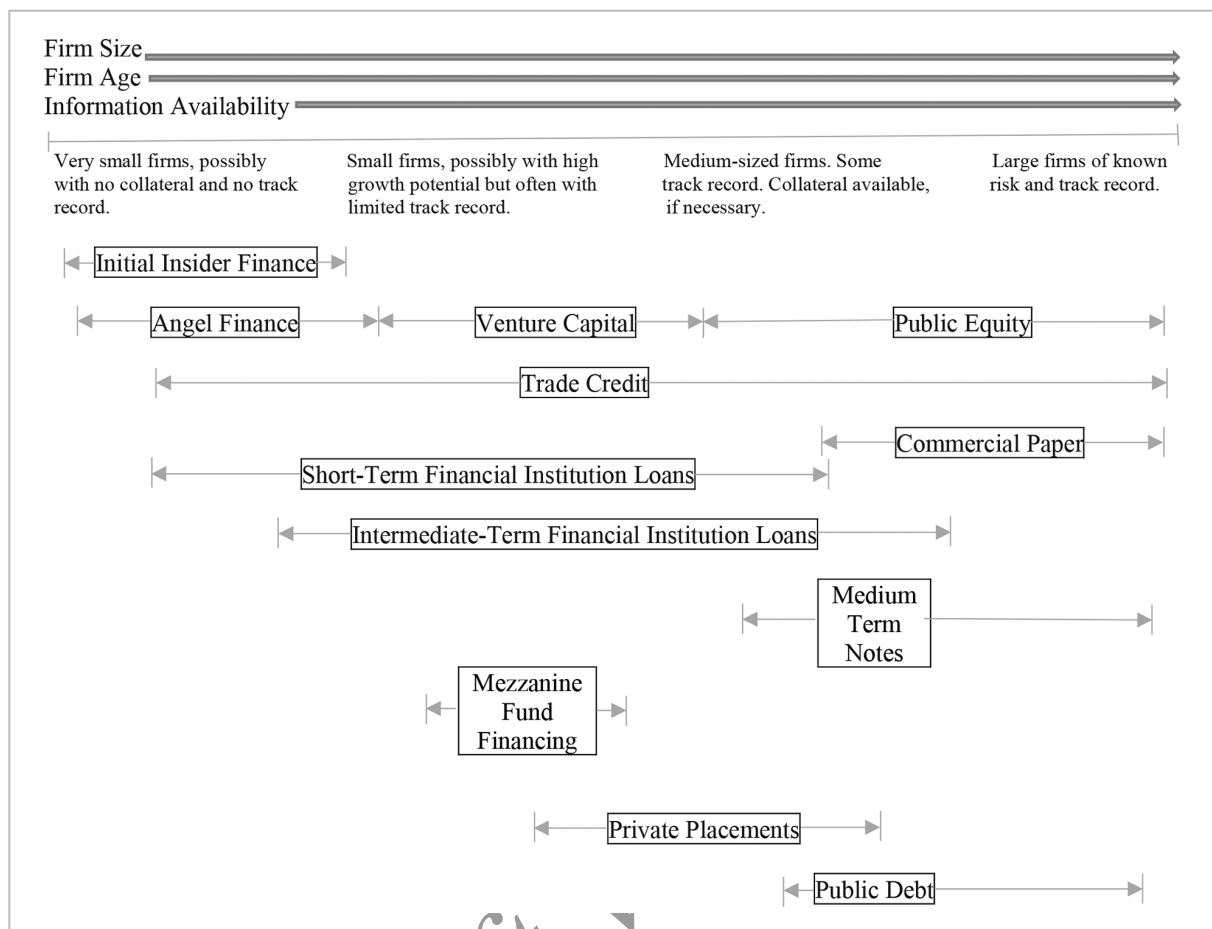 Firm Size
Firm Age
Information Availability
Very small firms, possibly
with no collateral and no track
record.
Small firms, possibly with high
growth potential but often with
limited track record.
Medium-sized firms. Some
track record. Collateral available,
if necessary.
Large firms of known
risk and track record.
Initial Insider Finance
Angel Finance
Venture Capital
Public Equity
Trade Credit
Commercial Paper
Short-Term Financial Institution Loans
Intermediate-Term Financial Institution Loans
Medium
Term
Notes
Mezzanine
Fund
Financing
Private Placements
Public Debt